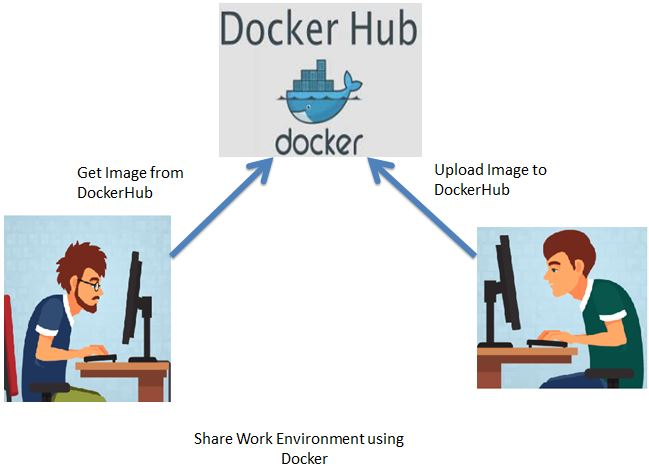 Docker Hub
docker
Get Image from
DockerHub
Upload Image to
DockerHub
Share Work Environment using
Docker